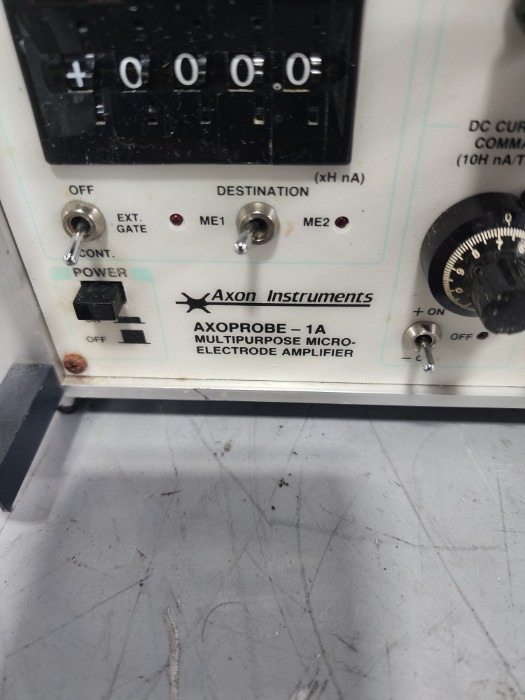 + 0 0 0.0
(xH nA)
OFF
DESTINATION
EXT.
GATE
ME1
ME2
CONT.
POWER
OFF
Axon Instruments
AXOPROBE – 1A
MULTIPURPOSE MICRO-
ELECTRODE AMPLIFIER
DC CUR
COMMA
(10H nA/T
0
+ ON
OFF